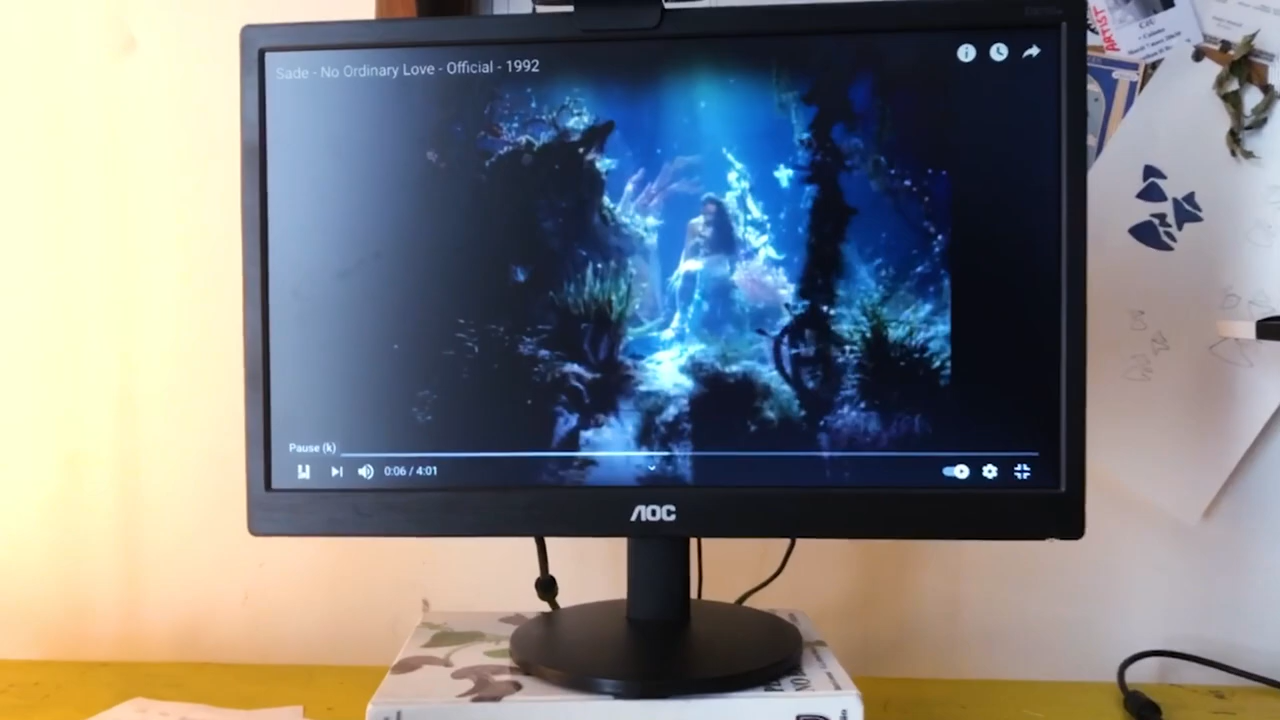 Sade - No Ordinary Love - Official - 1992
Pause (k)
0:06 / 4:01
AOC
ARTIST